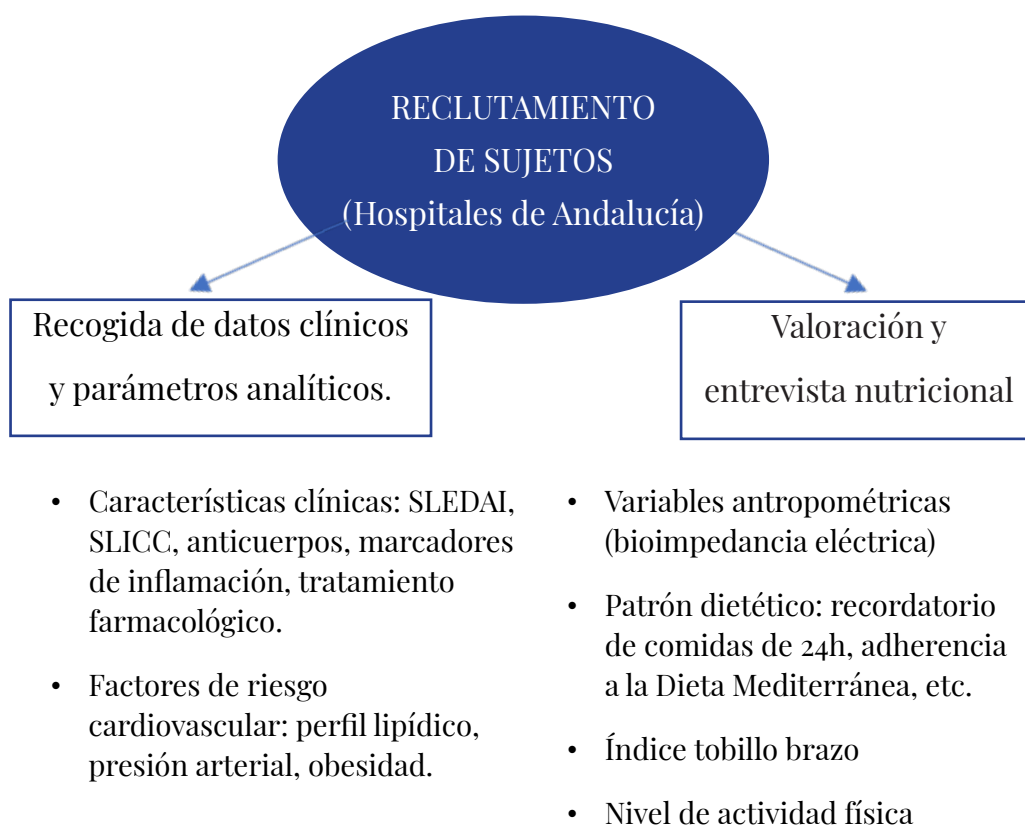 RECLUTAMIENTO
DE SUJETOS
(Hospitales de Andalucía)
Recogida de datos clínicos
y parámetros analíticos.
Valoración y
entrevista nutricional
• Características clínicas: SLEDAI,
SLICC, anticuerpos, marcadores
de inflamación, tratamiento
farmacológico.
• Factores de riesgo
cardiovascular: perfil lipídico,
presión arterial, obesidad.
• Variables antropométricas
(bioimpedancia eléctrica)
• Patrón dietético: recordatorio
de comidas de 24h, adherencia
a la Dieta Mediterránea, etc.
• Índice tobillo brazo
• Nivel de actividad física